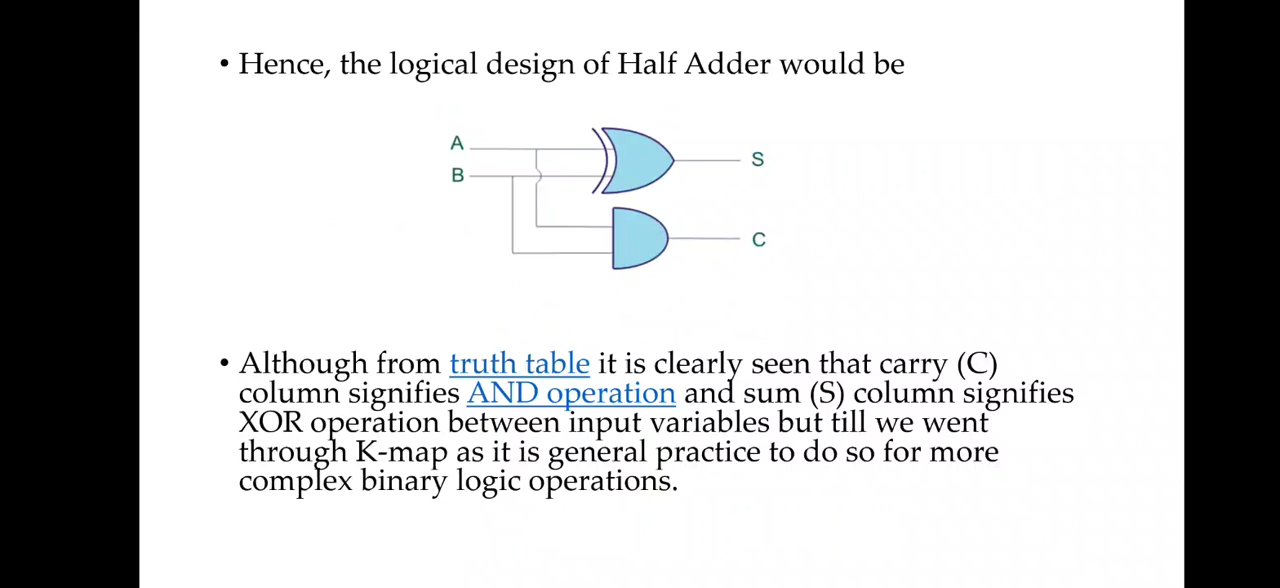 • Hence, the logical design of Half Adder would be
A
B
S
C
• Although from truth table it is clearly seen that carry (C)
column signifies AND operation and sum (S) column signifies
XOR operation between input variables but till we went
through K-map as it is general practice to do so for more
complex binary logic operations.